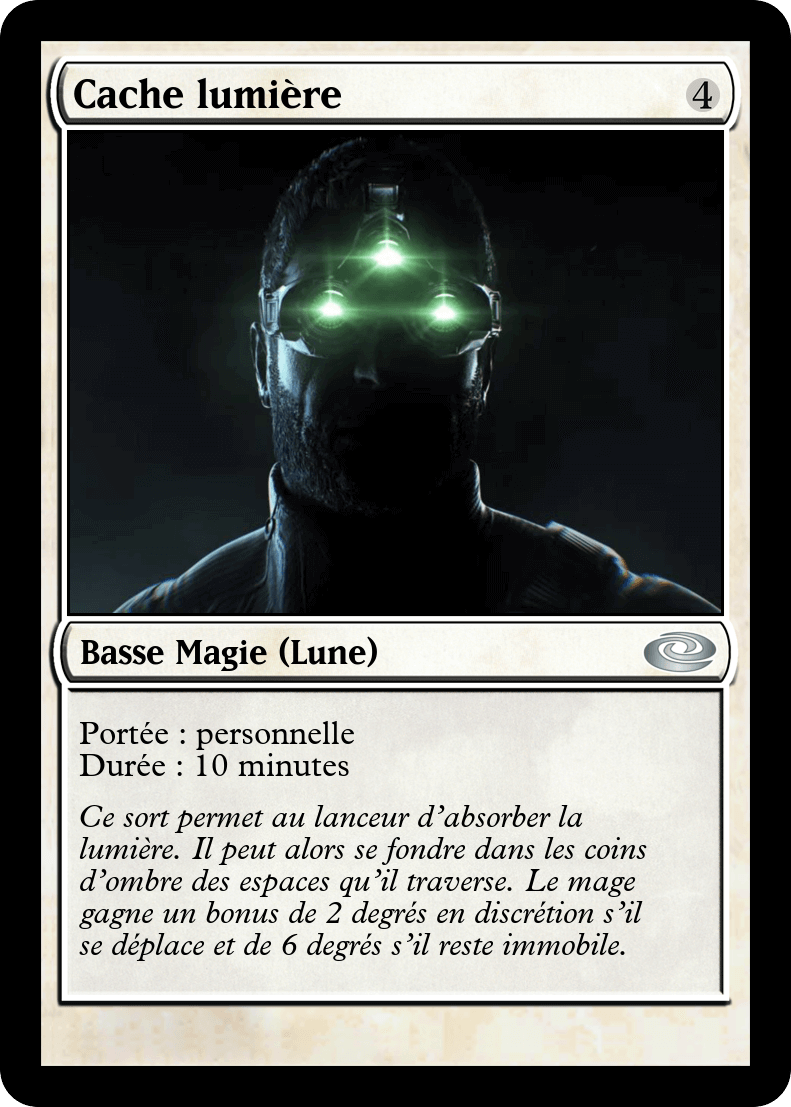 Cache lumière
4
Basse Magie (Lune)
Portée : personnelle
Durée : 10 minutes
Ce sort permet au lanceur d'absorber la
lumière. Il peut alors se fondre dans les coins
d'ombre des espaces qu'il traverse. Le mage
gagne un bonus de 2 degrés en discrétion s'il
se déplace et de 6 degrés s'il reste immobile.